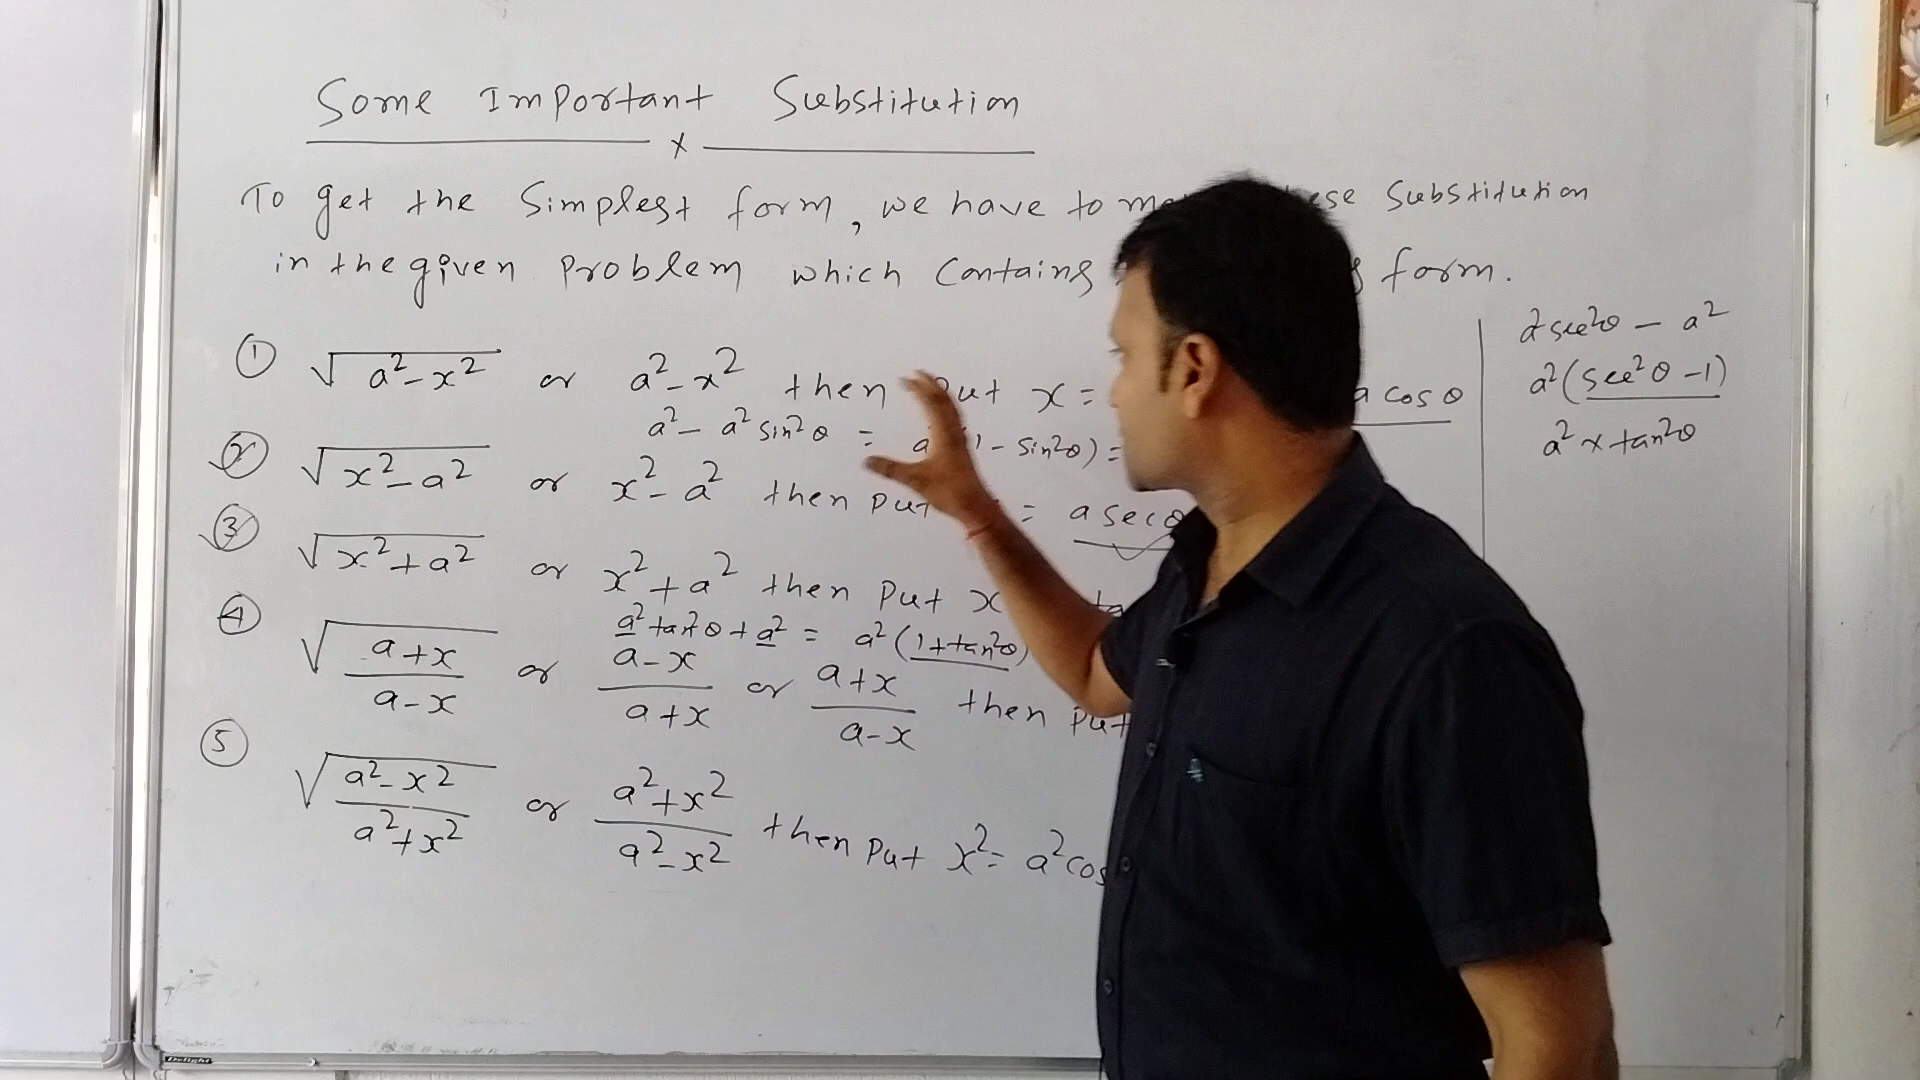 Some Important Substitution
x
To get the Simplest form, we have to these Substitution
in the given Problem which Contains form.
① √(a²-x²) or a²-x² then Put x = a cos θ
a² - a² sin²θ = a²(1 - sin²θ) =
② √(x²-a²) or x²-a² then Put = a sec θ
③ √(x²+a²) or x²+a² then Put x
a² tan²θ + a² = a²(1+tan²θ)
④ √((a+x)/(a-x)) or (a-x)/(a+x) or (a+x)/(a-x) then Put
⑤ √((a²-x²)/(a²+x²)) or (a²+x²)/(a²-x²) then Put x² = a² cos
a² sec²θ - a²
a²(sec²θ - 1)
a² x tan²θ